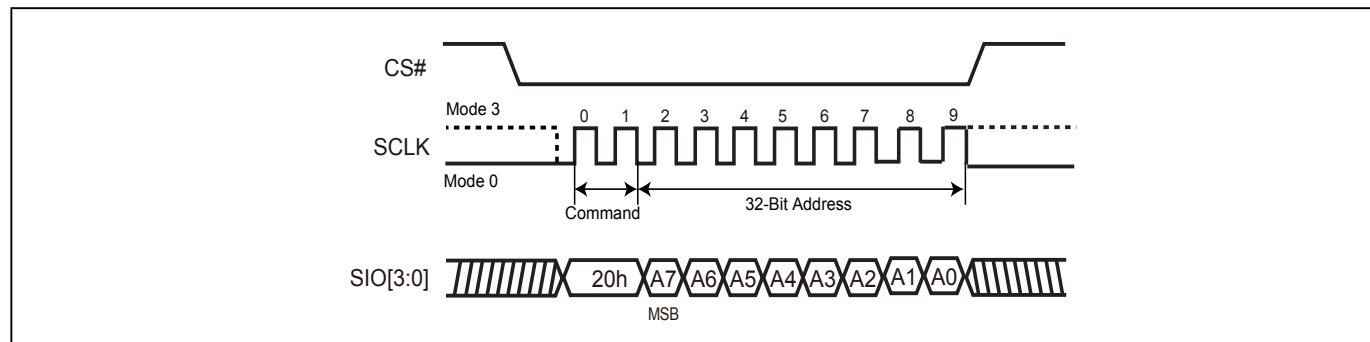 CS#
Mode 3
0 1 2 3 4 5 6 7 8 9
SCLK
Mode 0
Command
32-Bit Address
SIO[3:0]
20h A7 A6 A5 A4 A3 A2 A1 A0
MSB